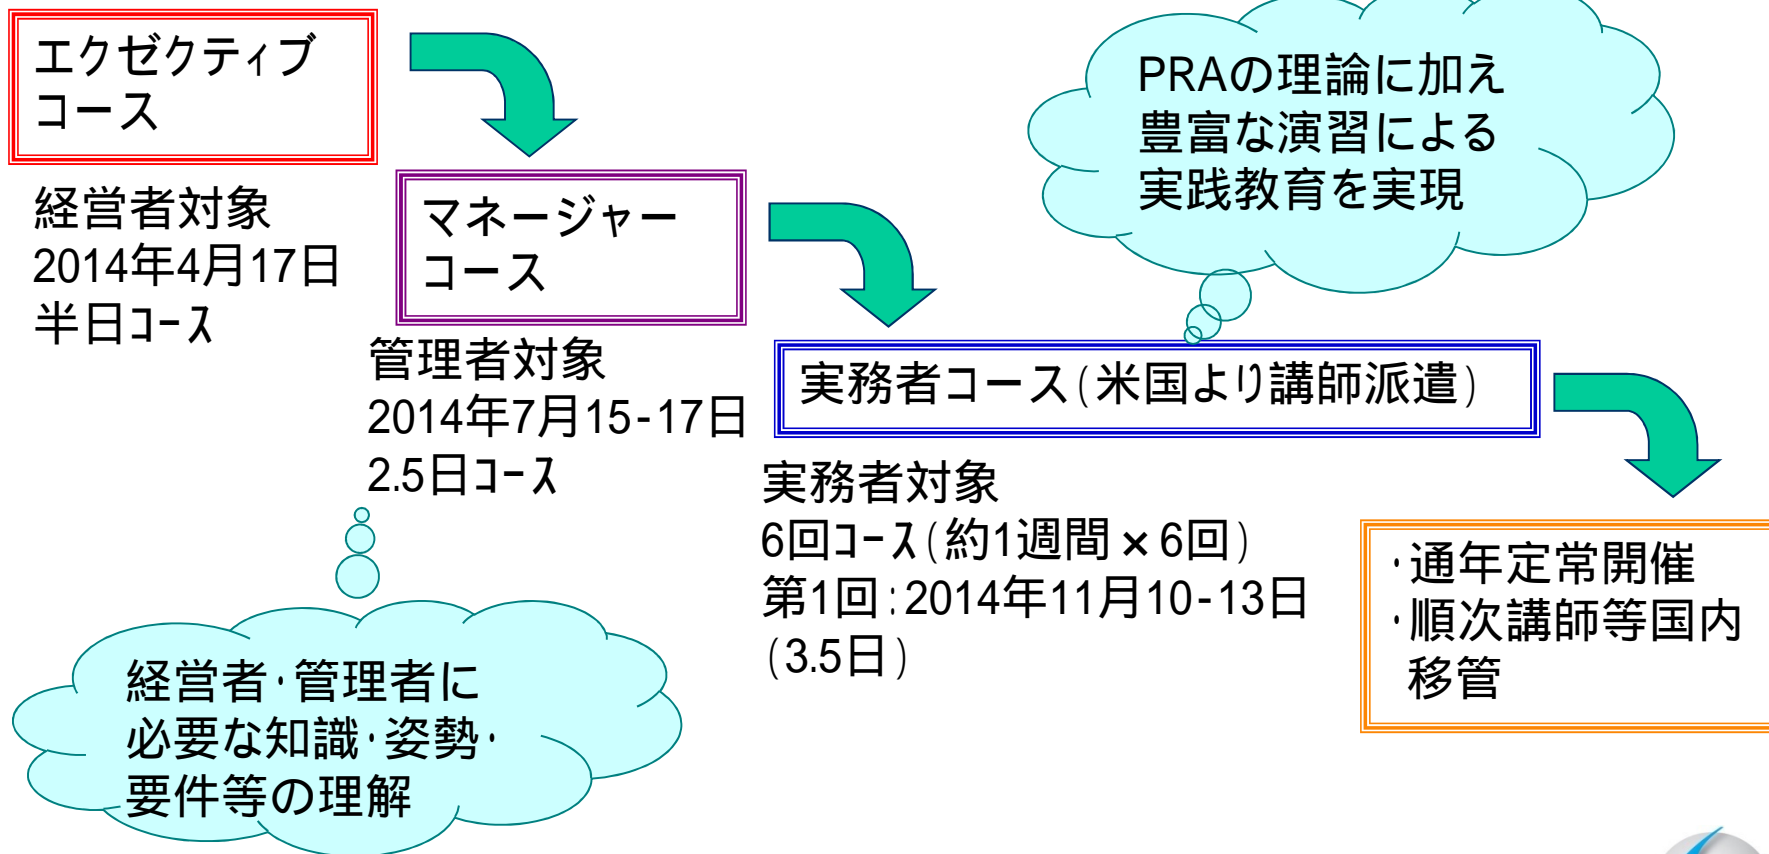 エクゼクティブ
コース
経営者対象
2014年4月17日
半日コース
マネージャー
コース
管理者対象
2014年7月15-17日
2.5日コース
PRAの理論に加え
豊富な演習による
実践教育を実現
実務者コース(米国より講師派遣)
実務者対象
6回コース(約1週間×6回)
第1回:2014年11月10-13日
(3.5日)
・通年定常開催
・順次講師等国内
移管
経営者・管理者に
必要な知識・姿勢・
要件等の理解